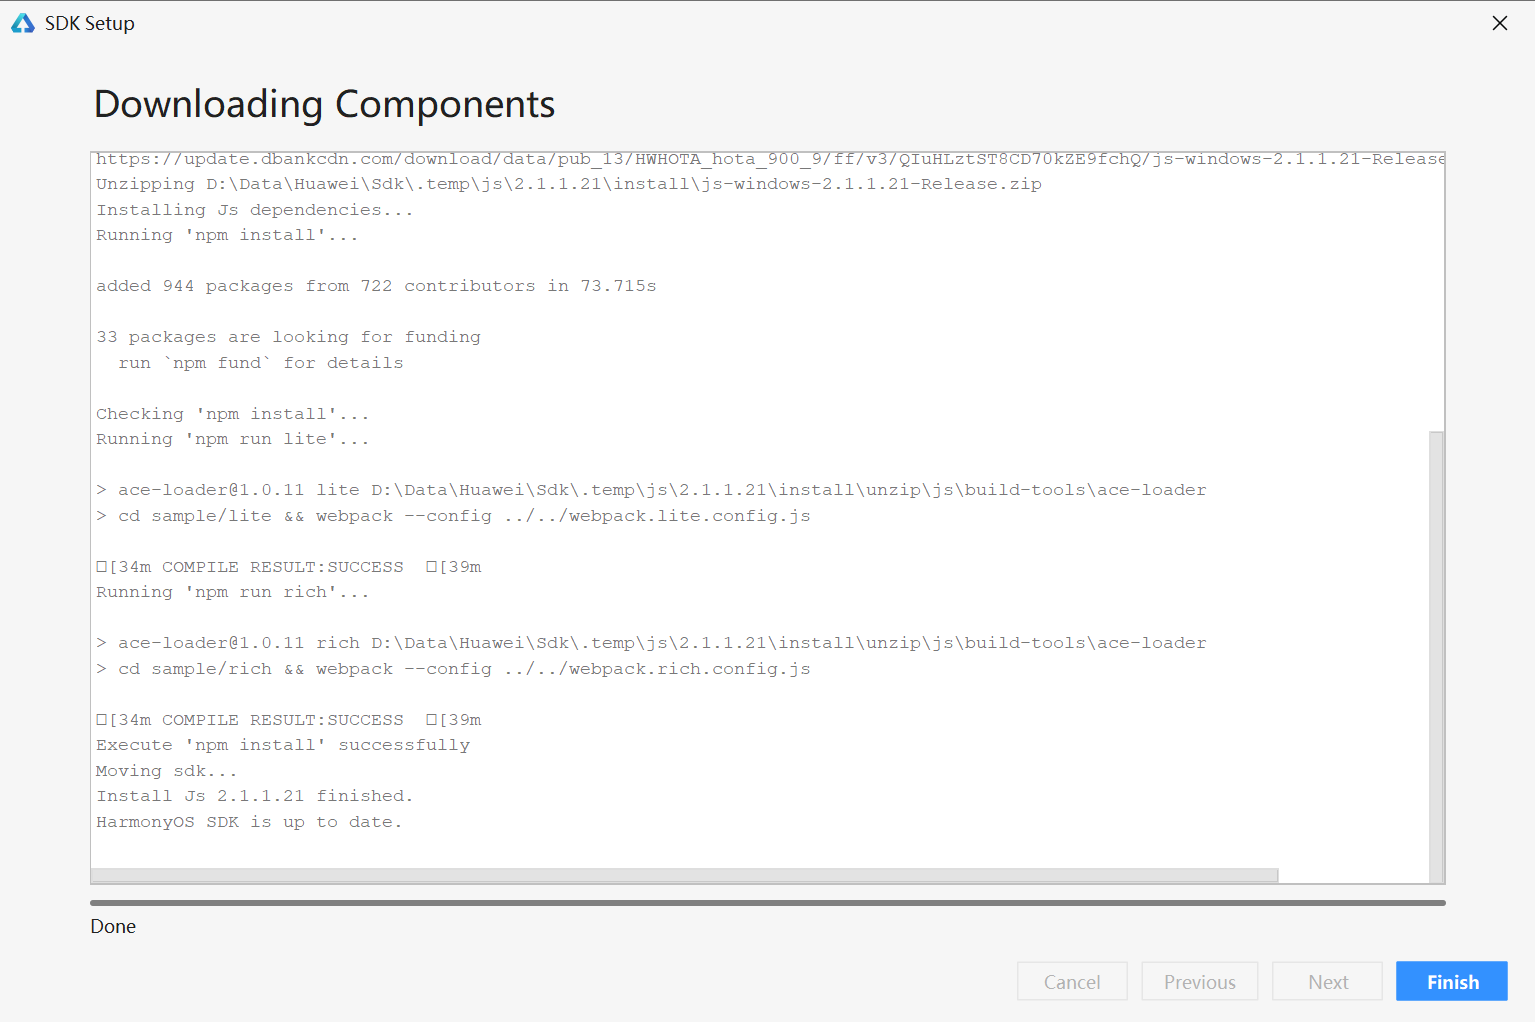 SDK Setup
Downloading Components
https://update.dbankcdn.com/download/data/pub_13/HWHOTA_hota_900_9/ff/v3/QIuHLztST8CD70kZE9fchQ/js-windows-2.1.1.21-Release
Unzipping D:\Data\Huawei\Sdk\.temp\js\2.1.1.21\install\js-windows-2.1.1.21-Release.zip
Installing Js dependencies...
Running 'npm install'...
added 944 packages from 722 contributors in 73.715s
33 packages are looking for funding
run `npm fund` for details
Checking 'npm install'...
Running 'npm run lite'...
> ace-loader@1.0.11 lite D:\Data\Huawei\Sdk\.temp\js\2.1.1.21\install\unzip\js\build-tools\ace-loader
> cd sample/lite && webpack --config ../../webpack.lite.config.js
□[34m COMPILE RESULT:SUCCESS  □[39m
Running 'npm run rich'...
> ace-loader@1.0.11 rich D:\Data\Huawei\Sdk\.temp\js\2.1.1.21\install\unzip\js\build-tools\ace-loader
> cd sample/rich && webpack --config ../../webpack.rich.config.js
□[34m COMPILE RESULT:SUCCESS  □[39m
Execute 'npm install' successfully
Moving sdk...
Install Js 2.1.1.21 finished.
HarmonyOS SDK is up to date.
Done
Cancel Previous Next Finish